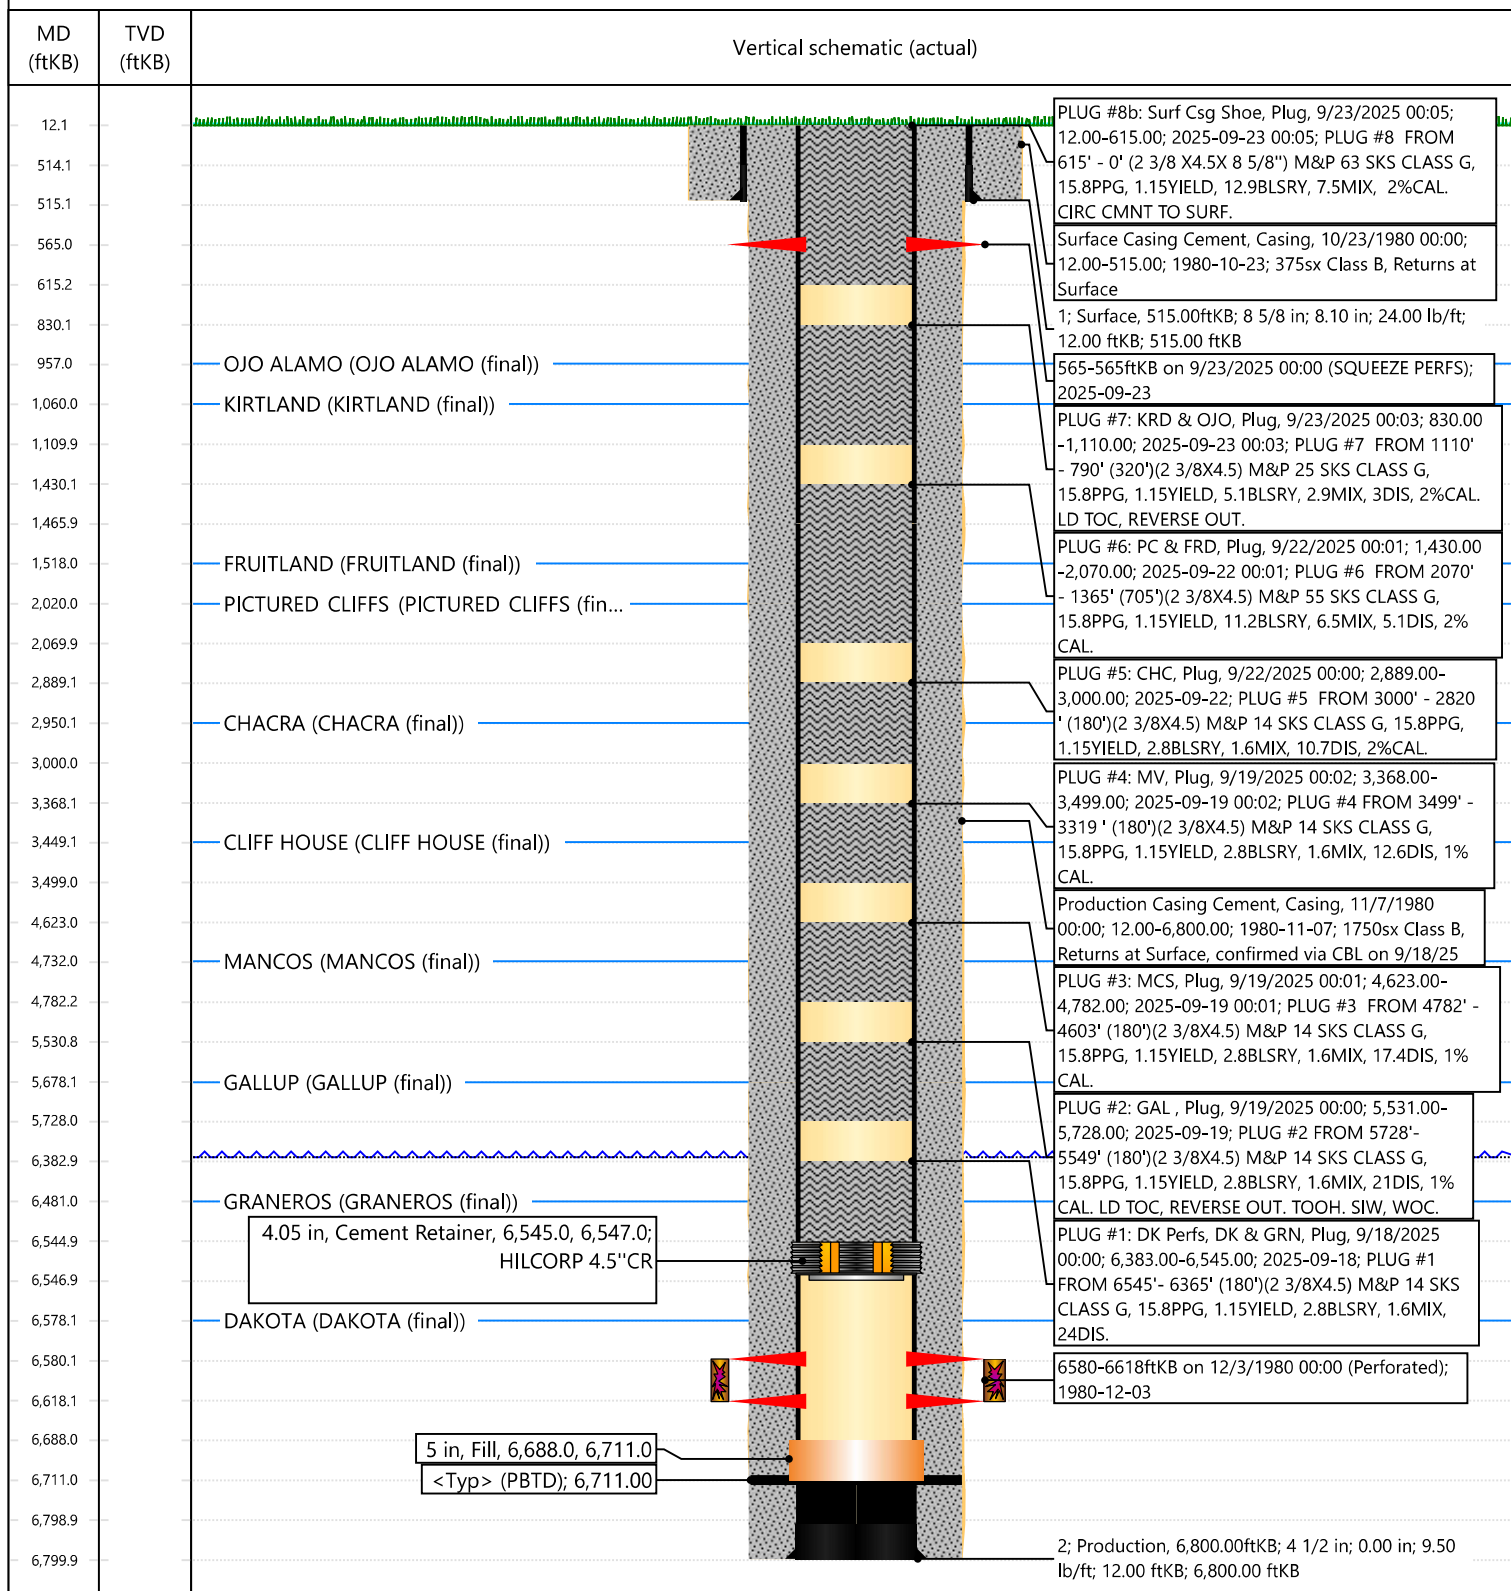 MD
(ftKB)
TVD
(ftKB)
Vertical schematic (actual)
12.1
514.1
515.1
565.0
615.2
830.1
957.0
1,060.0
1,109.9
1,430.1
1,465.9
1,518.0
2,020.0
2,069.9
2,889.1
2,950.1
3,000.0
3,368.1
3,449.1
3,499.0
4,623.0
4,732.0
4,782.2
5,530.8
5,678.1
5,728.0
6,382.9
6,481.0
6,544.9
6,546.9
6,578.1
6,580.1
6,618.1
6,688.0
6,711.0
6,798.9
6,799.9
OJO ALAMO (OJO ALAMO (final))
KIRTLAND (KIRTLAND (final))
FRUITLAND (FRUITLAND (final))
PICTURED CLIFFS (PICTURED CLIFFS (fin...
CHACRA (CHACRA (final))
CLIFF HOUSE (CLIFF HOUSE (final))
MANCOS (MANCOS (final))
GALLUP (GALLUP (final))
GRANEROS (GRANEROS (final))
4.05 in, Cement Retainer, 6,545.0, 6,547.0;
HILCORP 4.5''CR
DAKOTA (DAKOTA (final))
5 in, Fill, 6,688.0, 6,711.0
<Typ> (PBTD); 6,711.00
PLUG #8b: Surf Csg Shoe, Plug, 9/23/2025 00:05;
12.00-615.00; 2025-09-23 00:05; PLUG #8  FROM
615' - 0' (2 3/8 X4.5X 8 5/8") M&P 63 SKS CLASS G,
15.8PPG, 1.15YIELD, 12.9BLSRY, 7.5MIX,  2%CAL.
CIRC CMNT TO SURF.
Surface Casing Cement, Casing, 10/23/1980 00:00;
12.00-515.00; 1980-10-23; 375sx Class B, Returns at
Surface
1; Surface, 515.00ftKB; 8 5/8 in; 8.10 in; 24.00 lb/ft;
12.00 ftKB; 515.00 ftKB
565-565ftKB on 9/23/2025 00:00 (SQUEEZE PERFS);
2025-09-23
PLUG #7: KRD & OJO, Plug, 9/23/2025 00:03; 830.00
-1,110.00; 2025-09-23 00:03; PLUG #7  FROM 1110'
- 790' (320')(2 3/8X4.5) M&P 25 SKS CLASS G,
15.8PPG, 1.15YIELD, 5.1BLSRY, 2.9MIX, 3DIS, 2%CAL.
LD TOC, REVERSE OUT.
PLUG #6: PC & FRD, Plug, 9/22/2025 00:01; 1,430.00
-2,070.00; 2025-09-22 00:01; PLUG #6  FROM 2070'
- 1365' (705')(2 3/8X4.5) M&P 55 SKS CLASS G,
15.8PPG, 1.15YIELD, 11.2BLSRY, 6.5MIX, 5.1DIS, 2%
CAL.
PLUG #5: CHC, Plug, 9/22/2025 00:00; 2,889.00-
3,000.00; 2025-09-22; PLUG #5  FROM 3000' - 2820
' (180')(2 3/8X4.5) M&P 14 SKS CLASS G, 15.8PPG,
1.15YIELD, 2.8BLSRY, 1.6MIX, 10.7DIS, 2%CAL.
PLUG #4: MV, Plug, 9/19/2025 00:02; 3,368.00-
3,499.00; 2025-09-19 00:02; PLUG #4 FROM 3499' -
3319 ' (180')(2 3/8X4.5) M&P 14 SKS CLASS G,
15.8PPG, 1.15YIELD, 2.8BLSRY, 1.6MIX, 12.6DIS, 1%
CAL.
Production Casing Cement, Casing, 11/7/1980
00:00; 12.00-6,800.00; 1980-11-07; 1750sx Class B,
Returns at Surface, confirmed via CBL on 9/18/25
PLUG #3: MCS, Plug, 9/19/2025 00:01; 4,623.00-
4,782.00; 2025-09-19 00:01; PLUG #3  FROM 4782' -
4603' (180')(2 3/8X4.5) M&P 14 SKS CLASS G,
15.8PPG, 1.15YIELD, 2.8BLSRY, 1.6MIX, 17.4DIS, 1%
CAL.
PLUG #2: GAL , Plug, 9/19/2025 00:00; 5,531.00-
5,728.00; 2025-09-19; PLUG #2 FROM 5728'-
5549' (180')(2 3/8X4.5) M&P 14 SKS CLASS G,
15.8PPG, 1.15YIELD, 2.8BLSRY, 1.6MIX, 21DIS, 1%
CAL. LD TOC, REVERSE OUT. TOOH. SIW, WOC.
PLUG #1: DK Perfs, DK & GRN, Plug, 9/18/2025
00:00; 6,383.00-6,545.00; 2025-09-18; PLUG #1
FROM 6545'- 6365' (180')(2 3/8X4.5) M&P 14 SKS
CLASS G, 15.8PPG, 1.15YIELD, 2.8BLSRY, 1.6MIX,
24DIS.
6580-6618ftKB on 12/3/1980 00:00 (Perforated);
1980-12-03
2; Production, 6,800.00ftKB; 4 1/2 in; 0.00 in; 9.50
lb/ft; 12.00 ftKB; 6,800.00 ftKB